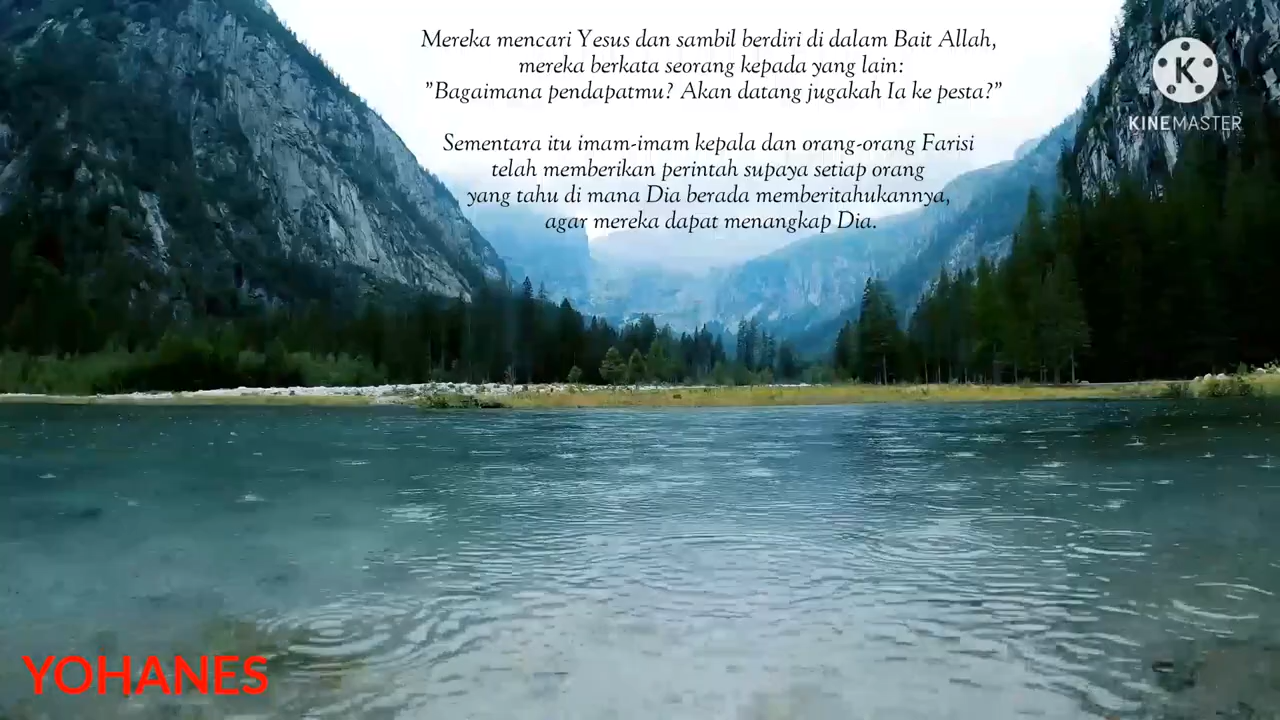 Mereka mencari Yesus dan sambil berdiri di dalam Bait Allah,
mereka berkata seorang kepada yang lain:
"Bagaimana pendapatmu? Akan datang jugakah Ia ke pesta?"
Sementara itu imam-imam kepala dan orang-orang Farisi
telah memberikan perintah supaya setiap orang
yang tahu di mana Dia berada memberitahukannya,
agar mereka dapat menangkap Dia.
K
KINEMASTER
YOHANES